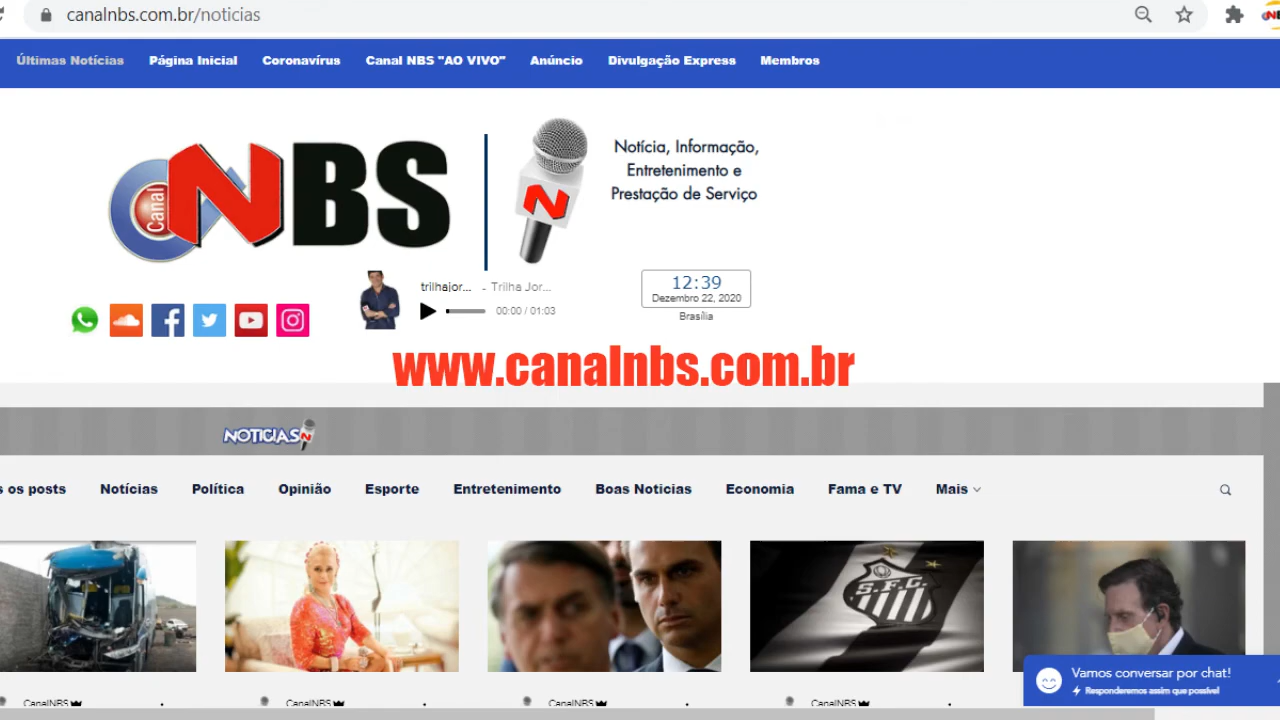 canalnbs.com.br/noticias
Últimas Notícias Página Inicial Coronavírus Canal NBS "AO VIVO" Anúncio Divulgação Express Membros
Canal
NBS
N
Notícia, Informação,
Entretenimento e
Prestação de Serviço
trilhajor... - Trilha Jor...
00:00 / 01:03
12:39
Dezembro 22, 2020
Brasília
www.canalnbs.com.br
NOTICIAS N
s os posts Notícias Política Opinião Esporte Entretenimento Boas Noticias Economia Fama e TV Mais
S.F.C.
Vamos conversar por chat!
Responderemos assim que possível
CanalNBS CanalNBS CanalNBS CanalNBS